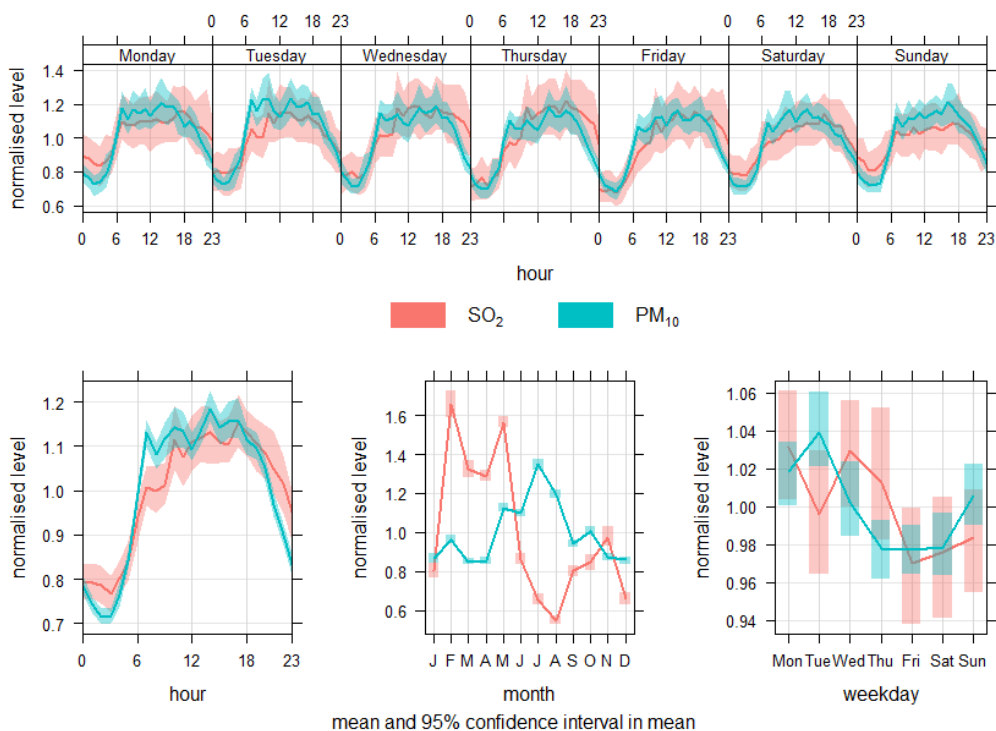 0 6 12 18 23 0 6 12 18 23 0 6 12 18 23
Monday Tuesday Wednesday Thursday Friday Saturday Sunday
normalised level
1.4
1.2
1.0
0.8
0.6
0 6 12 18 23 0 6 12 18 23 0 6 12 18 23 0 6 12 18 23
hour
SO₂ PM₁₀
normalised level
1.2
1.1
1.0
0.9
0.8
0.7
0 6 12 18 23
hour
normalised level
1.6
1.4
1.2
1.0
0.8
0.6
J F M A M J J A S O N D
month
normalised level
1.06
1.04
1.02
1.00
0.98
0.96
0.94
Mon Tue Wed Thu Fri Sat Sun
weekday
mean and 95% confidence interval in mean